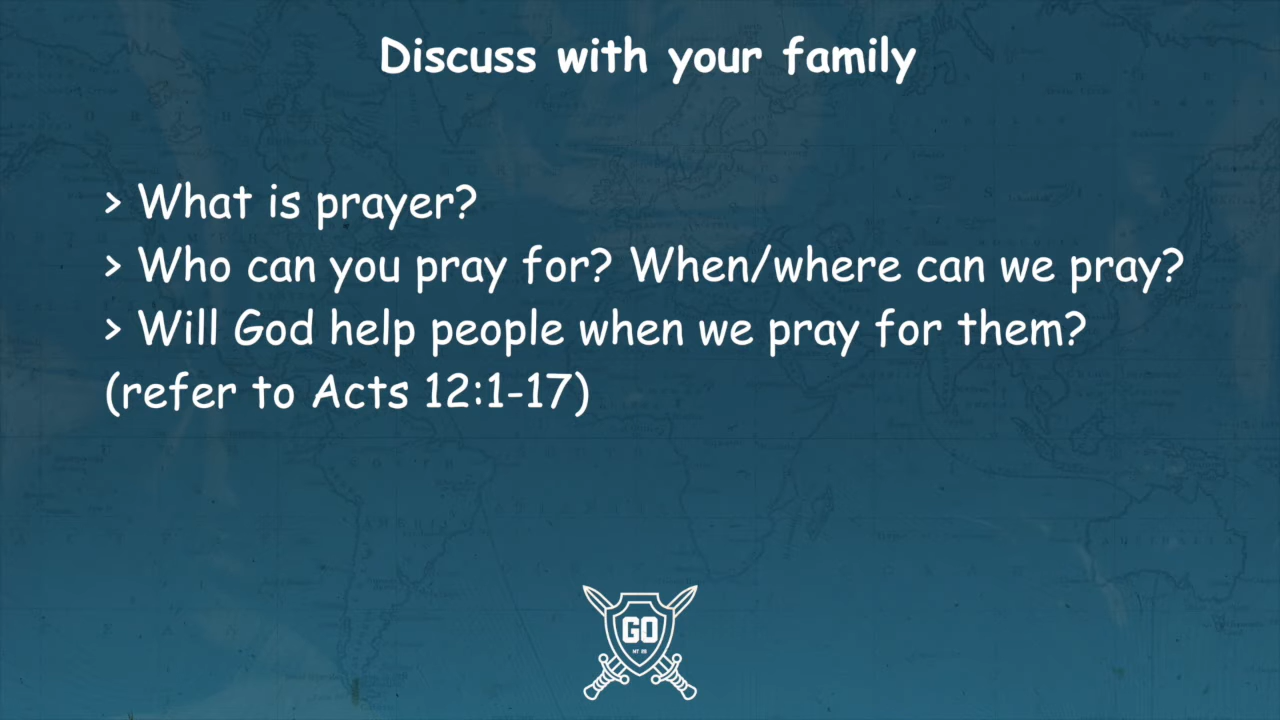 Discuss with your family
> What is prayer?
> Who can you pray for? When/where can we pray?
> Will God help people when we pray for them?
(refer to Acts 12:1-17)
GO